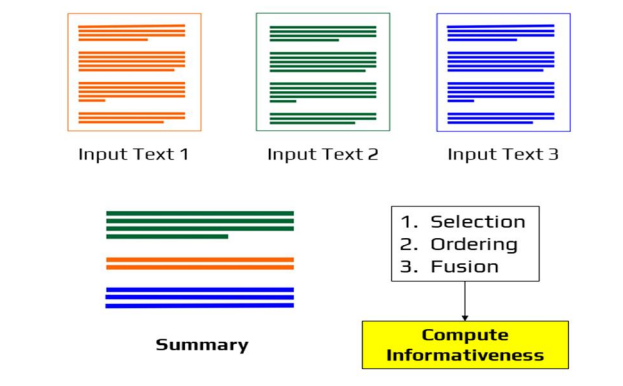 Input Text 1
Input Text 2
Input Text 3
1. Selection
2. Ordering
3. Fusion
Summary
Compute
Informativeness